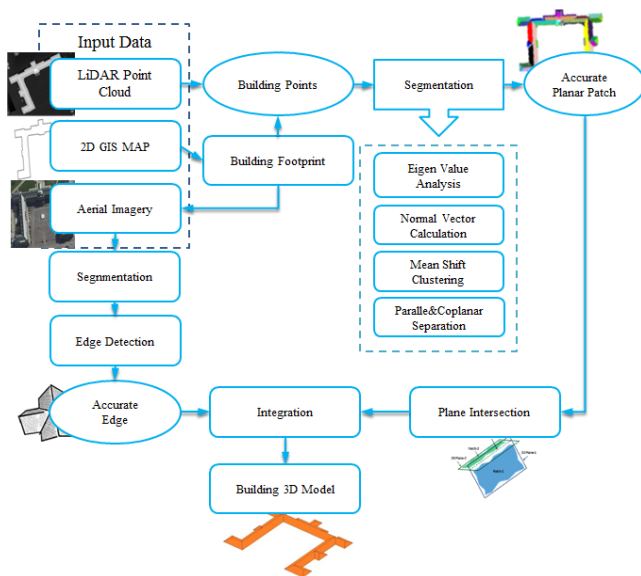 Input Data
LiDAR Point
Cloud
Building Points
Segmentation
Accurate
Planar Patch
2D GIS MAP
Building Footprint
Aerial Imagery
Eigen Value
Analysis
Normal Vector
Calculation
Mean Shift
Clustering
Paralle&Coplanar
Separation
Segnmentation
Edge Detection
Accurate
Edge
Integration
Plane Intersection
Building 3D Model